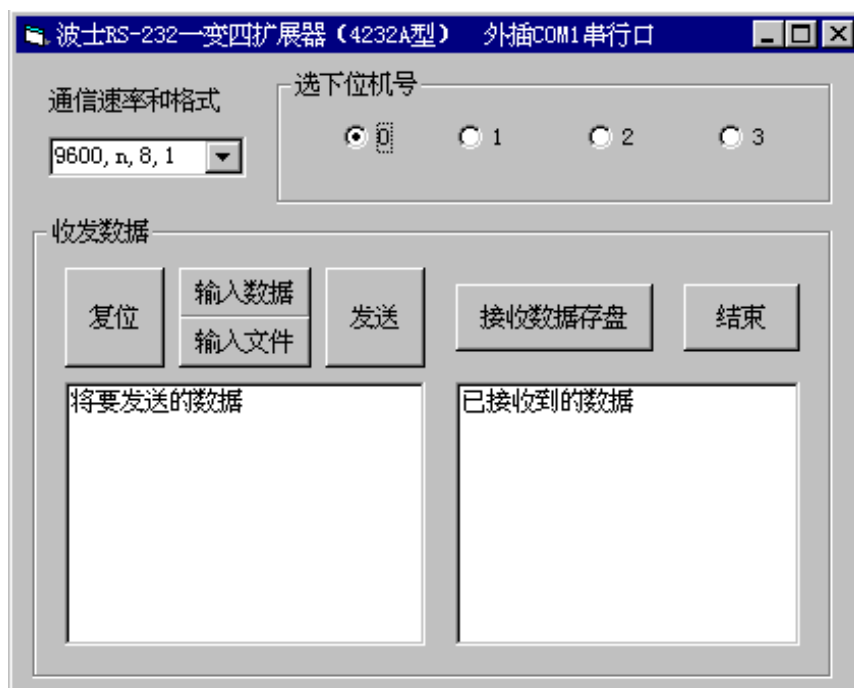 波士RS-232一变四扩展器（4232A型） 外插COM1串行口
通信速率和格式
9600,n,8,1
选下位机号
0 1 2 3
收发数据
复位
输入数据
输入文件
发送
接收数据存盘
结束
将要发送的数据
已接收到的数据